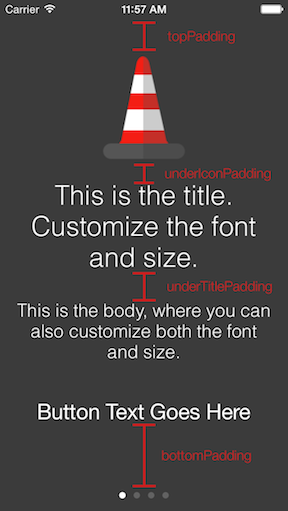 Carrier 11:57 AM
topPadding
underIconPadding
This is the title.
Customize the font
and size.
underTitlePadding
This is the body, where you can
also customize both the font
and size.
Button Text Goes Here
bottomPadding